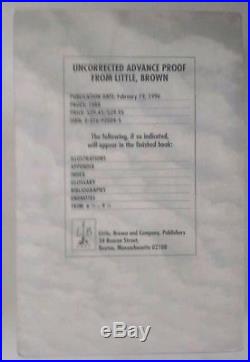 UNCORRECTED ADVANCE PROOF
FROM LITTLE, BROWN
PUBLICATION DATE: February 19, 1996
PRICE:
The following, if so indicated,
will appear in the finished book:
ILLUSTRATIONS
APPENDIX
INDEX
GLOSSARY
BIBLIOGRAPHY
ENDNOTES
TRIM
L B
Little, Brown and Company, Publishers
34 Beacon Street,
Boston, Massachusetts 02108